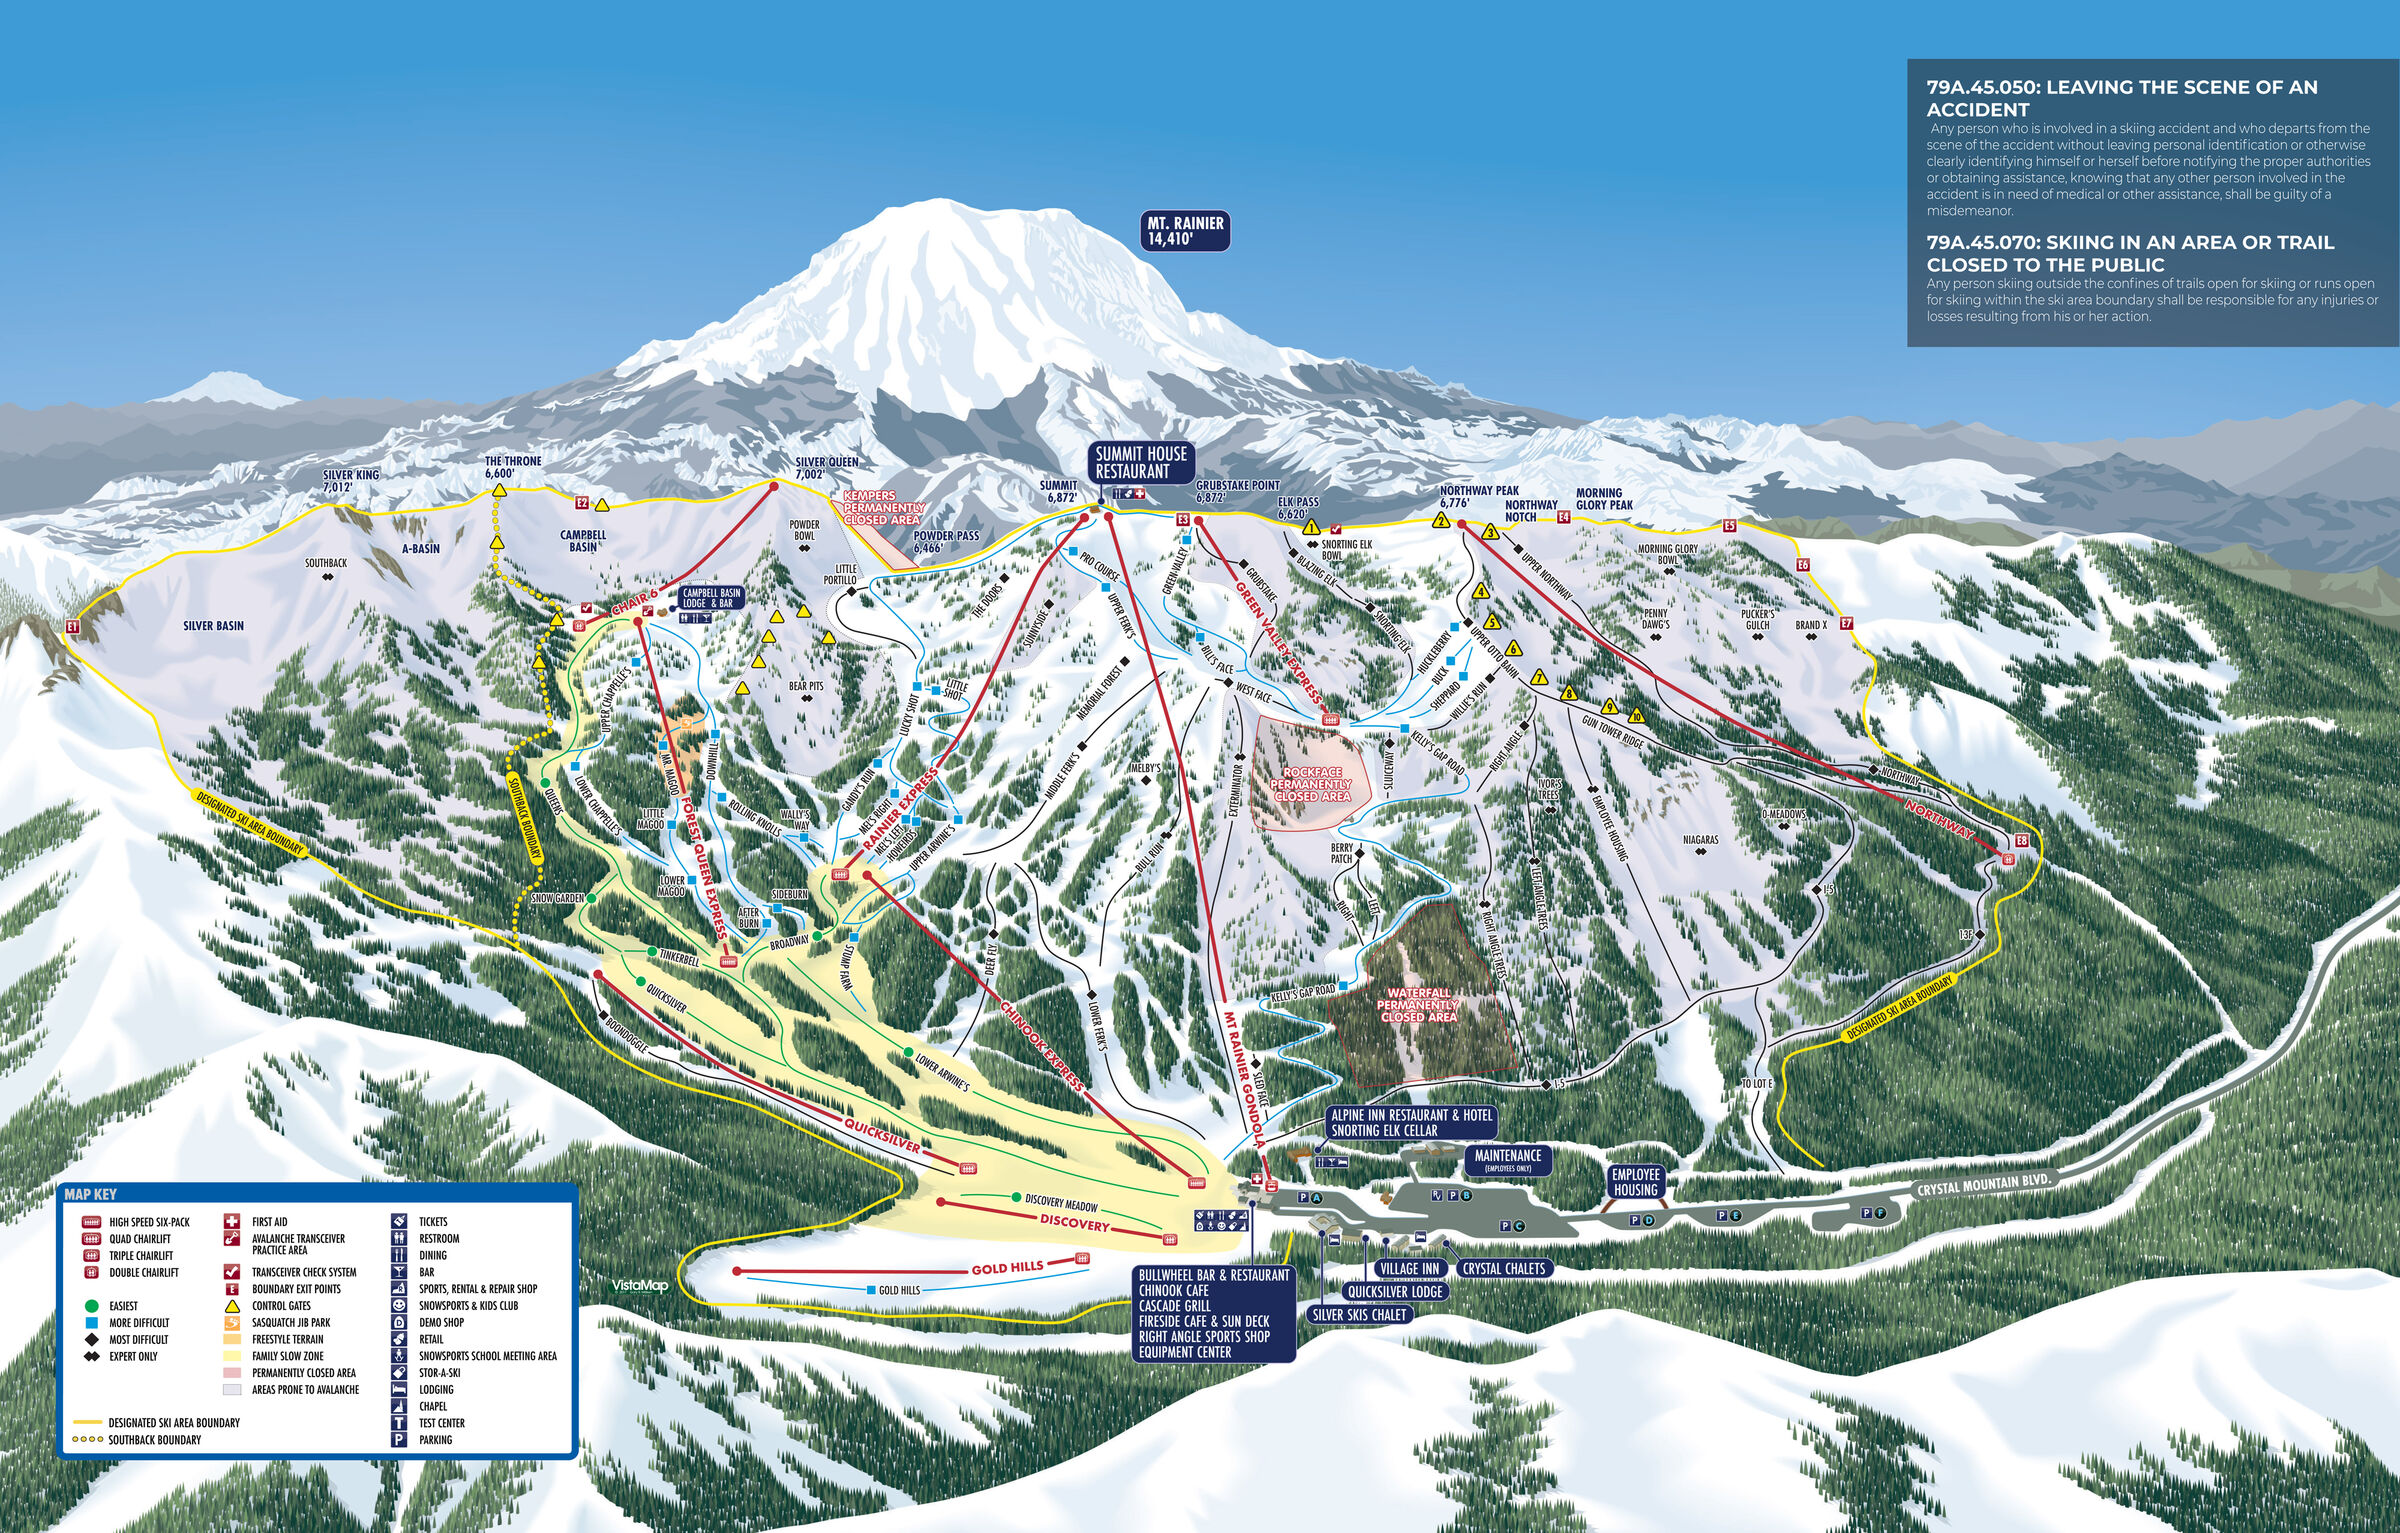 79A.45.050: LEAVING THE SCENE OF AN
ACCIDENT
Any person who is involved in a skiing accident and who departs from the
scene of the accident without leaving personal identification or otherwise
clearly identifying himself or herself before notifying the proper authorities
or obtaining assistance, knowing that any other person involved in the
accident is in need of medical or other assistance, shall be guilty of a
misdemeanor.
79A.45.070: SKIING IN AN AREA OR TRAIL
CLOSED TO THE PUBLIC
Any person skiing outside the confines of trails open for skiing or runs open
for skiing within the ski area boundary shall be responsible for any injuries or
losses resulting from his or her action.
MT. RAINIER
14,410'
SUMMIT HOUSE
RESTAURANT
SILVER KING
7,012'
THE THRONE
6,600'
SILVER QUEEN
7,002'
KEMPERS
PERMANENTLY
CLOSED AREA
SUMMIT
6,872'
GRUBSTAKE POINT
6,872'
ELK PASS
6,620'
NORTHWAY PEAK
6,776'
NORTHWAY
NOTCH
MORNING
GLORY PEAK
POWDER PASS
6,466'
E1
E2
E3
E4
E5
E6
E7
E8
1
2
3
4
5
6
7
8
9
10
SOUTHBACK
A-BASIN
CAMPBELL
BASIN
SILVER BASIN
POWDER
BOWL
LITTLE
PORTILLO
CHAIR 6
CAMPBELL BASIN
LODGE & BAR
BEAR PITS
THE DOORS
SUNNYSIDE
PRO COURSE
UPPER FERK'S
GREEN VALLEY
GRUBSTAKE
GREEN VALLEY EXPRESS
BLAZING ELK
SNORTING ELK
BOWL
SNORTING ELK
UPPER NORTHWAY
MORNING GLORY
BOWL
PENNY
DAWG'S
PUCKER'S
GULCH
BRAND X
HUCKLEBERRY
BUCK
SHEPPARD
WILLIE'S RUN
UPPER OTTO BAHN
GUN TOWER RIDGE
BILL'S FACE
WEST FACE
MEMORIAL FOREST
MIDDLE FERK'S
MELBY'S
BULL RUN
EXTERMINATOR
ROCKFACE
PERMANENTLY
CLOSED AREA
SLUICEWAY
KELLY'S GAP ROAD
RIGHT ANGLE
IVOR'S
TREES
EMPLOYEE HOUSING
LEFT ANGLE TREES
RIGHT ANGLE TREES
O-MEADOWS
NIAGARAS
NORTHWAY
NORTHWAY
I-5
13F
BERRY
PATCH
RIGHT
LEFT
WATERFALL
PERMANENTLY
CLOSED AREA
KELLY'S GAP ROAD
SLED FACE
MT RAINIER GONDOLA
I-5
TO LOT E
DESIGNATED SKI AREA BOUNDARY
DESIGNATED SKI AREA BOUNDARY
SOUTHBACK BOUNDARY
UPPER CHAPPELLE'S
LOWER CHAPPELLE'S
QUEENS
MR. MAGOO
LITTLE
MAGOO
LOWER
MAGOO
DOWNHILL
ROLLING KNOLLS
FOREST QUEEN EXPRESS
WALLY'S
WAY
SIDEBURN
AFTER
BURN
BROADWAY
LUCKY SHOT
LITTLE
SHOT
GANDY'S RUN
MEL'S RIGHT
MEL'S LEFT
HOWLINDS
RAINIER EXPRESS
UPPER ARWINE'S
STUMP FARM
SNOW GARDEN
TINKERBELL
QUICKSILVER
BOONDOGGLE
QUICKSILVER
LOWER ARWINE'S
DEER FLY
LOWER FERK'S
CHINOOK EXPRESS
DISCOVERY MEADOW
DISCOVERY
GOLD HILLS
GOLD HILLS
VistaMap
ALPINE INN RESTAURANT & HOTEL
SNORTING ELK CELLAR
MAINTENANCE
(EMPLOYEES ONLY)
EMPLOYEE
HOUSING
CRYSTAL MOUNTAIN BLVD.
P A
RV P B
P C
P D
P E
P F
VILLAGE INN
CRYSTAL CHALETS
QUICKSILVER LODGE
SILVER SKIS CHALET
BULLWHEEL BAR & RESTAURANT
CHINOOK CAFE
CASCADE GRILL
FIRESIDE CAFE & SUN DECK
RIGHT ANGLE SPORTS SHOP
EQUIPMENT CENTER
MAP KEY
HIGH SPEED SIX-PACK
QUAD CHAIRLIFT
TRIPLE CHAIRLIFT
DOUBLE CHAIRLIFT
EASIEST
MORE DIFFICULT
MOST DIFFICULT
EXPERT ONLY
FIRST AID
AVALANCHE TRANSCEIVER
PRACTICE AREA
TRANSCEIVER CHECK SYSTEM
E BOUNDARY EXIT POINTS
CONTROL GATES
SASQUATCH JIB PARK
FREESTYLE TERRAIN
FAMILY SLOW ZONE
PERMANENTLY CLOSED AREA
AREAS PRONE TO AVALANCHE
TICKETS
RESTROOM
DINING
BAR
SPORTS, RENTAL & REPAIR SHOP
SNOWSPORTS & KIDS CLUB
D DEMO SHOP
RETAIL
SNOWSPORTS SCHOOL MEETING AREA
STOR-A-SKI
LODGING
CHAPEL
T TEST CENTER
P PARKING
DESIGNATED SKI AREA BOUNDARY
SOUTHBACK BOUNDARY